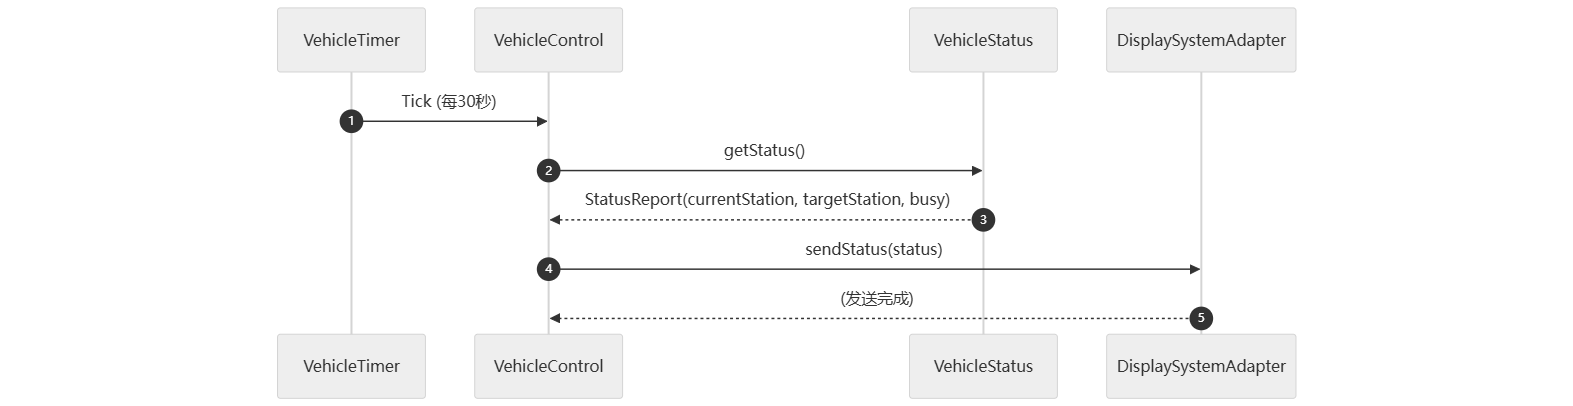 VehicleTimer
VehicleControl
VehicleStatus
DisplaySystemAdapter
Tick (每30秒)
1
getStatus()
2
StatusReport(currentStation, targetStation, busy)
3
sendStatus(status)
4
(发送完成)
5
VehicleTimer
VehicleControl
VehicleStatus
DisplaySystemAdapter